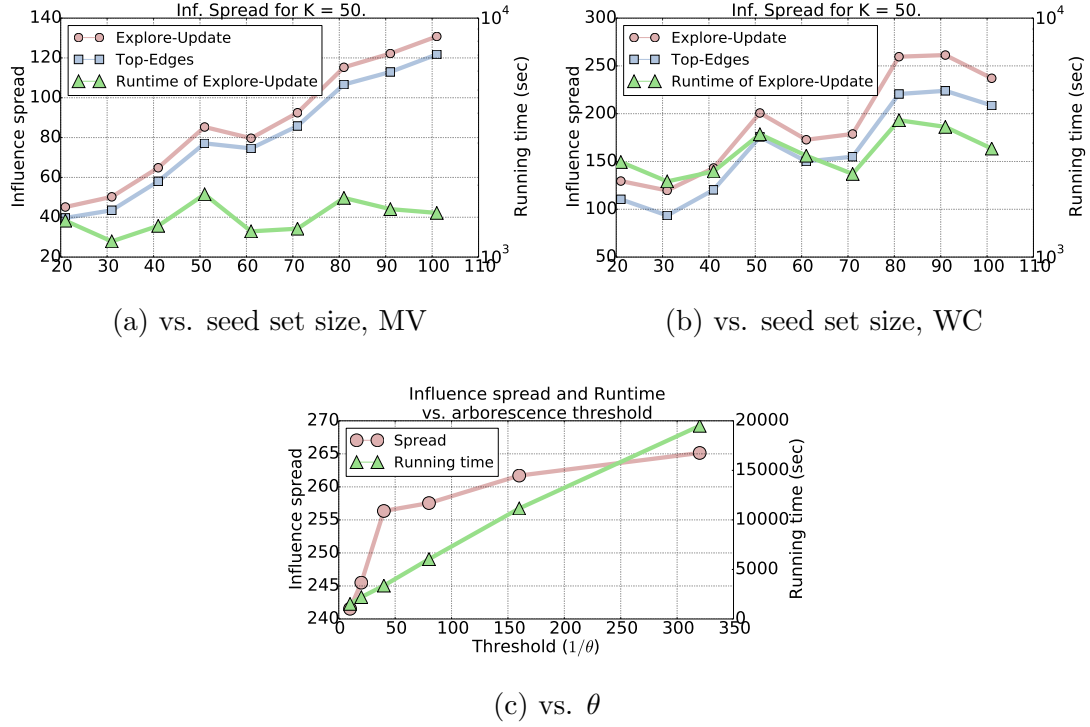 Inf. Spread for K = 50.
140
120
100
80
60
40
20
Influence spread
Explore-Update
Top-Edges
Runtime of Explore-Update
10^4
10^3
Running time (sec)
20 30 40 50 60 70 80 90 100 110
(a) vs. seed set size, MV
Inf. Spread for K = 50.
300
250
200
150
100
50
Influence spread
Explore-Update
Top-Edges
Runtime of Explore-Update
10^4
10^3
Running time (sec)
20 30 40 50 60 70 80 90 100 110
(b) vs. seed set size, WC
Influence spread and Runtime
vs. arborescence threshold
270
265
260
255
250
245
240
Influence spread
Spread
Running time
20000
15000
10000
5000
0
Running time (sec)
0 50 100 150 200 250 300 350
Threshold (1/θ)
(c) vs. θ